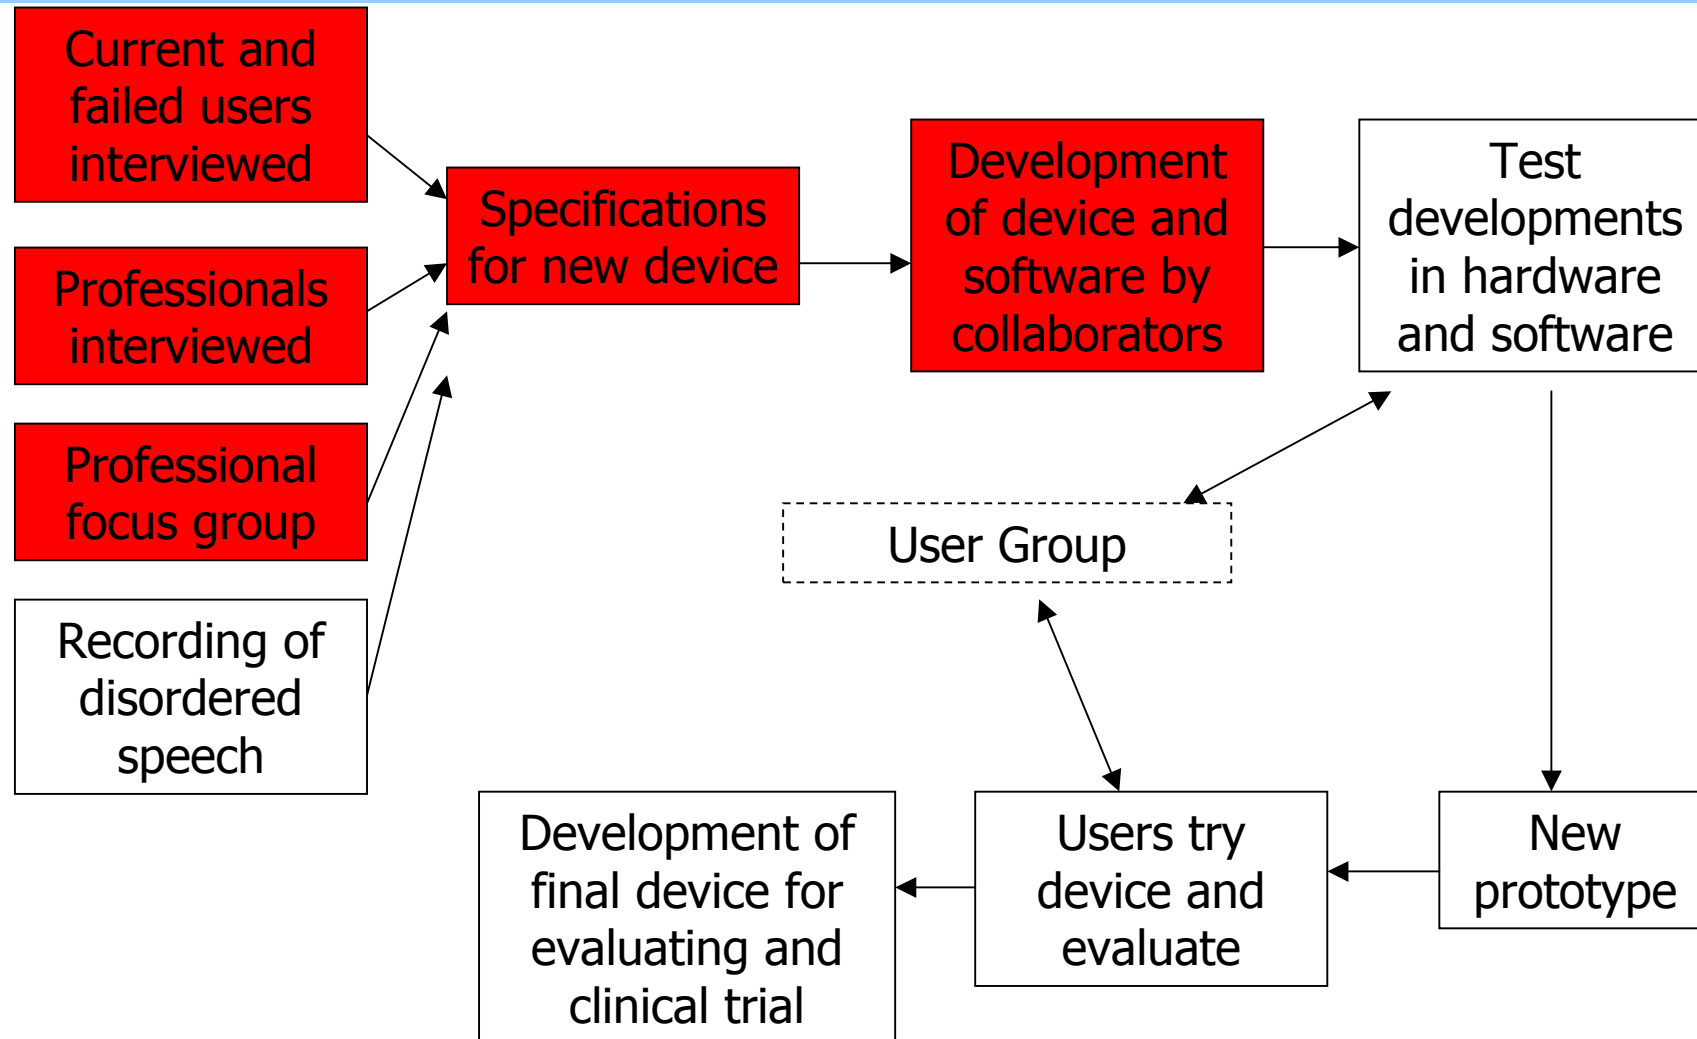 Current and
failed users
interviewed
Professionals
interviewed
Professional
focus group
Recording of
disordered
speech
Specifications
for new device
Development
of device and
software by
collaborators
Test
developments
in hardware
and software
User Group
New
prototype
Users try
device and
evaluate
Development of
final device for
evaluating and
clinical trial